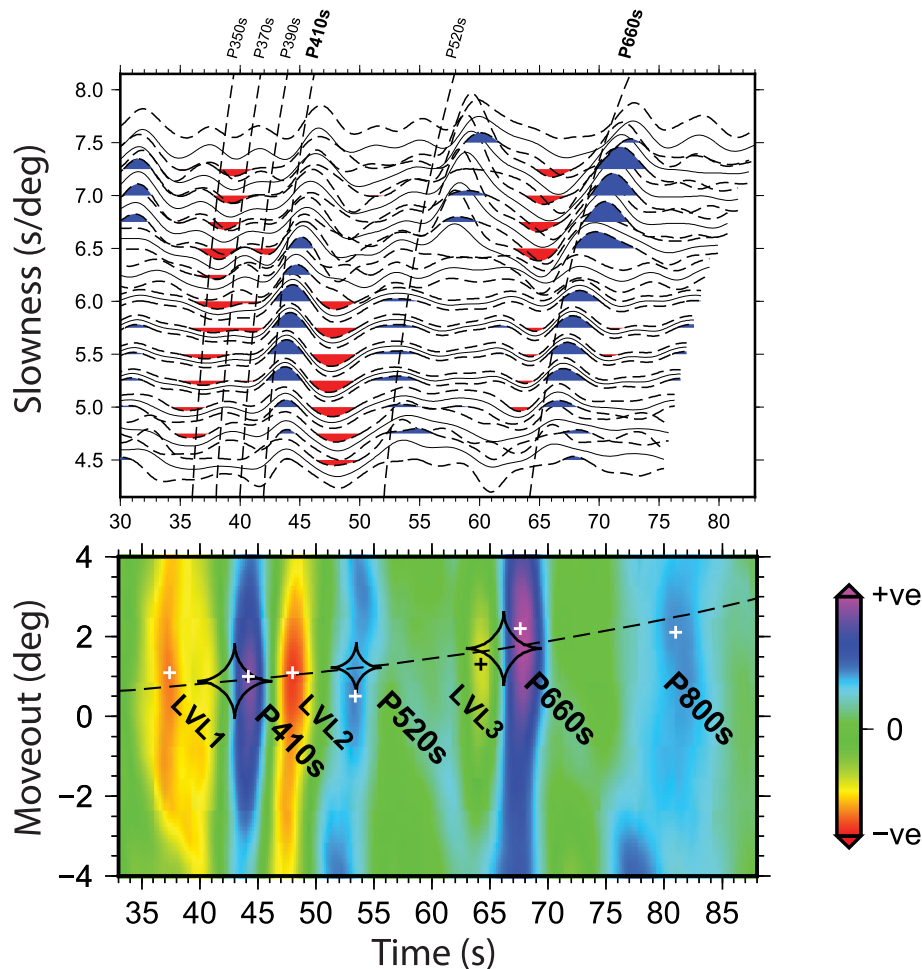 P350s P370s P390s P410s P520s P660s
Slowness (s/deg)
8.0
7.5
7.0
6.5
6.0
5.5
5.0
4.5
30 35 40 45 50 55 60 65 70 75 80
Moveout (deg)
4
2
0
−2
−4
LVL1 P410s LVL2 P520s LVL3 P660s P800s
35 40 45 50 55 60 65 70 75 80 85
Time (s)
+ve
0
−ve